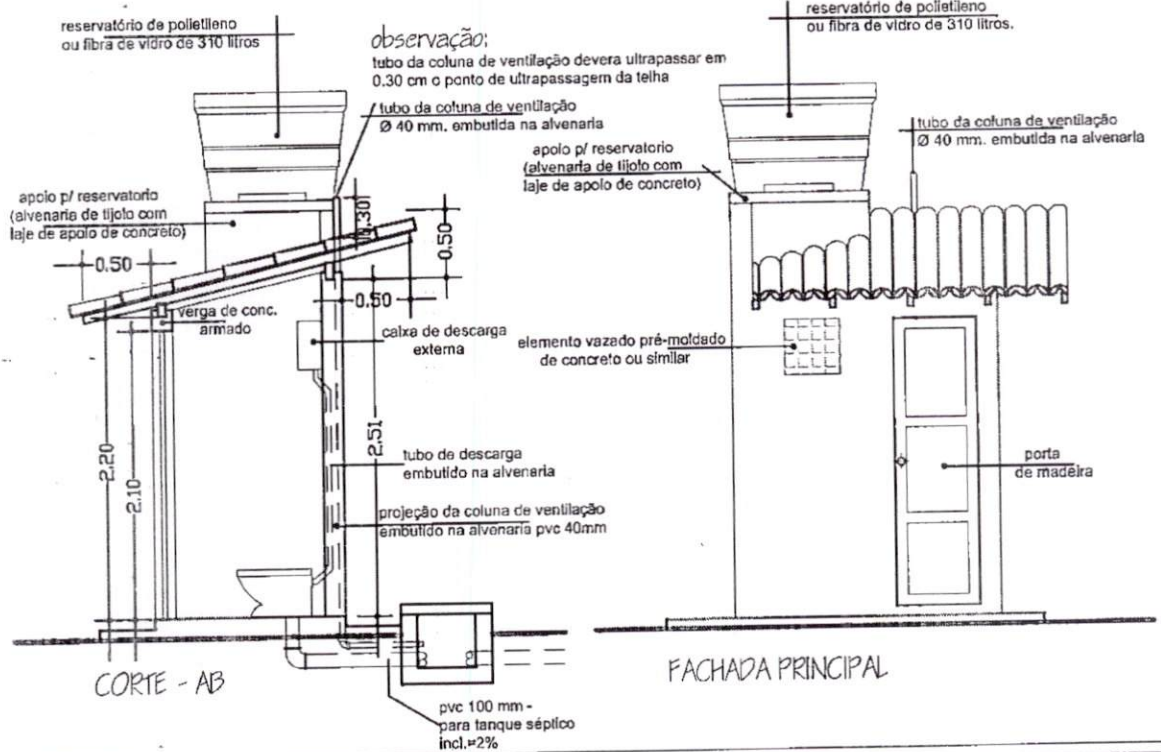 reservatório de polietileno
ou fibra de vidro de 310 litros
observação:
tubo da coluna de ventilação devera ultrapassar em
0.30 cm o ponto de ultrapassagem da telha
tubo da coluna de ventilação
Ø 40 mm. embutida na alvenaria
apoio p/ reservatorio
(alvenaria de tijolo com
laje de apoio de concreto)
0.50
0.30
0.50
0.50
verga de conc.
armado
caixa de descarga
externa
2.20
2.10
2.51
tubo de descarga
embutido na alvenaria
projeção da coluna de ventilação
embutido na alvenaria pvc 40mm
CORTE - AB
pvc 100 mm -
para tanque séptico
incl.=2%
reservatório de polietileno
ou fibra de vidro de 310 litros.
tubo da coluna de ventilação
Ø 40 mm. embutida na alvenaria
apoio p/ reservatorio
(alvenaria de tijolo com
laje de apoio de concreto)
elemento vazado pré-moldado
de concreto ou similar
porta
de madeira
FACHADA PRINCIPAL